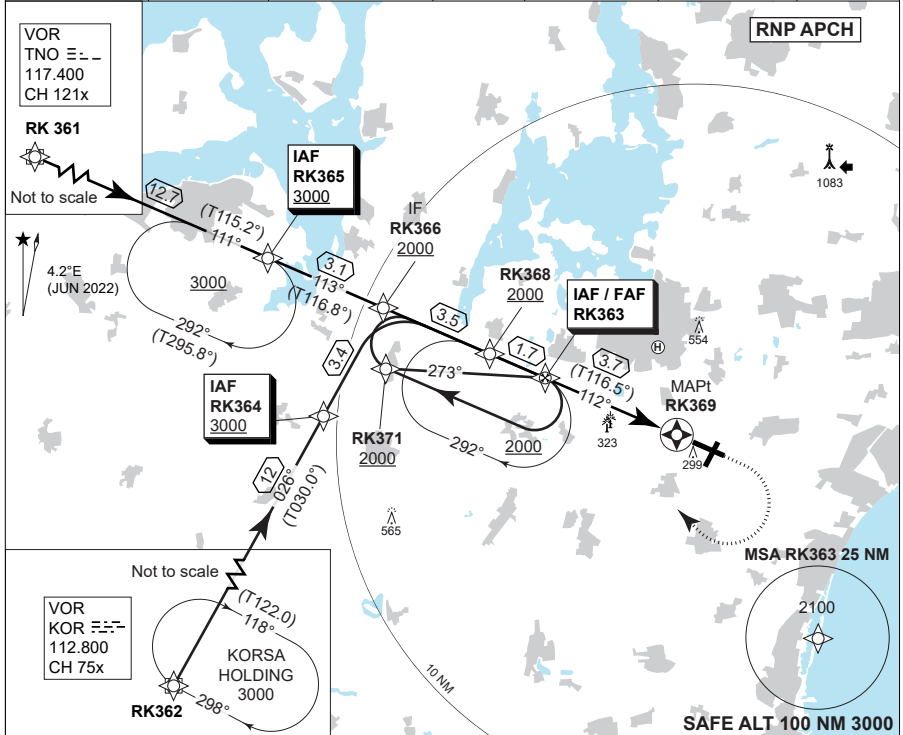 VOR
TNO
117.400
CH 121x
RK 361
Not to scale
RNP APCH
1083
12.7
(T115.2°)
111°
IAF
RK365
3000
4.2°E
(JUN 2022)
3000
292°
(T295.8°)
3.1
113°
(T116.8°)
IF
RK366
2000
3.5
RK368
2000
1.7
IAF / FAF
RK363
554
H
3.7
(T116.5°)
112°
MAPt
RK369
323
299
3.4
IAF
RK364
3000
273°
RK371
2000
292°
2000
12
026°
(T030.0°)
565
Not to scale
VOR
KOR
112.800
CH 75x
(T122.0)
118°
KORSA
HOLDING
3000
298°
RK362
10 NM
MSA RK363 25 NM
2100
SAFE ALT 100 NM 3000